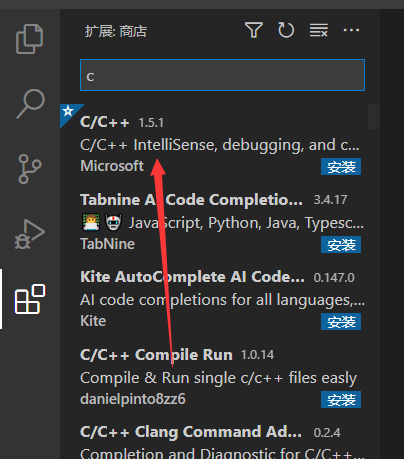 扩展: 商店
c
C/C++ 1.5.1
C/C++ IntelliSense, debugging, and c...
Microsoft 安装
Tabnine AI Code Completio... 3.4.17
JavaScript, Python, Java, Typesc...
TabNine 安装
Kite AutoComplete AI Code... 0.147.0
AI code completions for all languages,...
Kite 安装
C/C++ Compile Run 1.0.14
Compile & Run single c/c++ files easly
danielpinto8zz6 安装
C/C++ Clang Command Ad... 0.2.4
Completion and Diagnostic for C/C++...